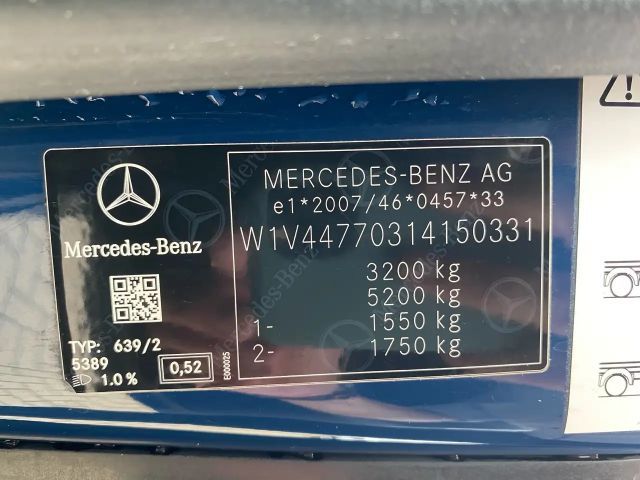 Mercedes-Benz
TYP: 639/2
5389
1.0 %
0,52
E000025
MERCEDES-BENZ AG
e1*2007/46*0457*33
W1V44770314150331
3200 kg
5200 kg
1- 1550 kg
2- 1750 kg